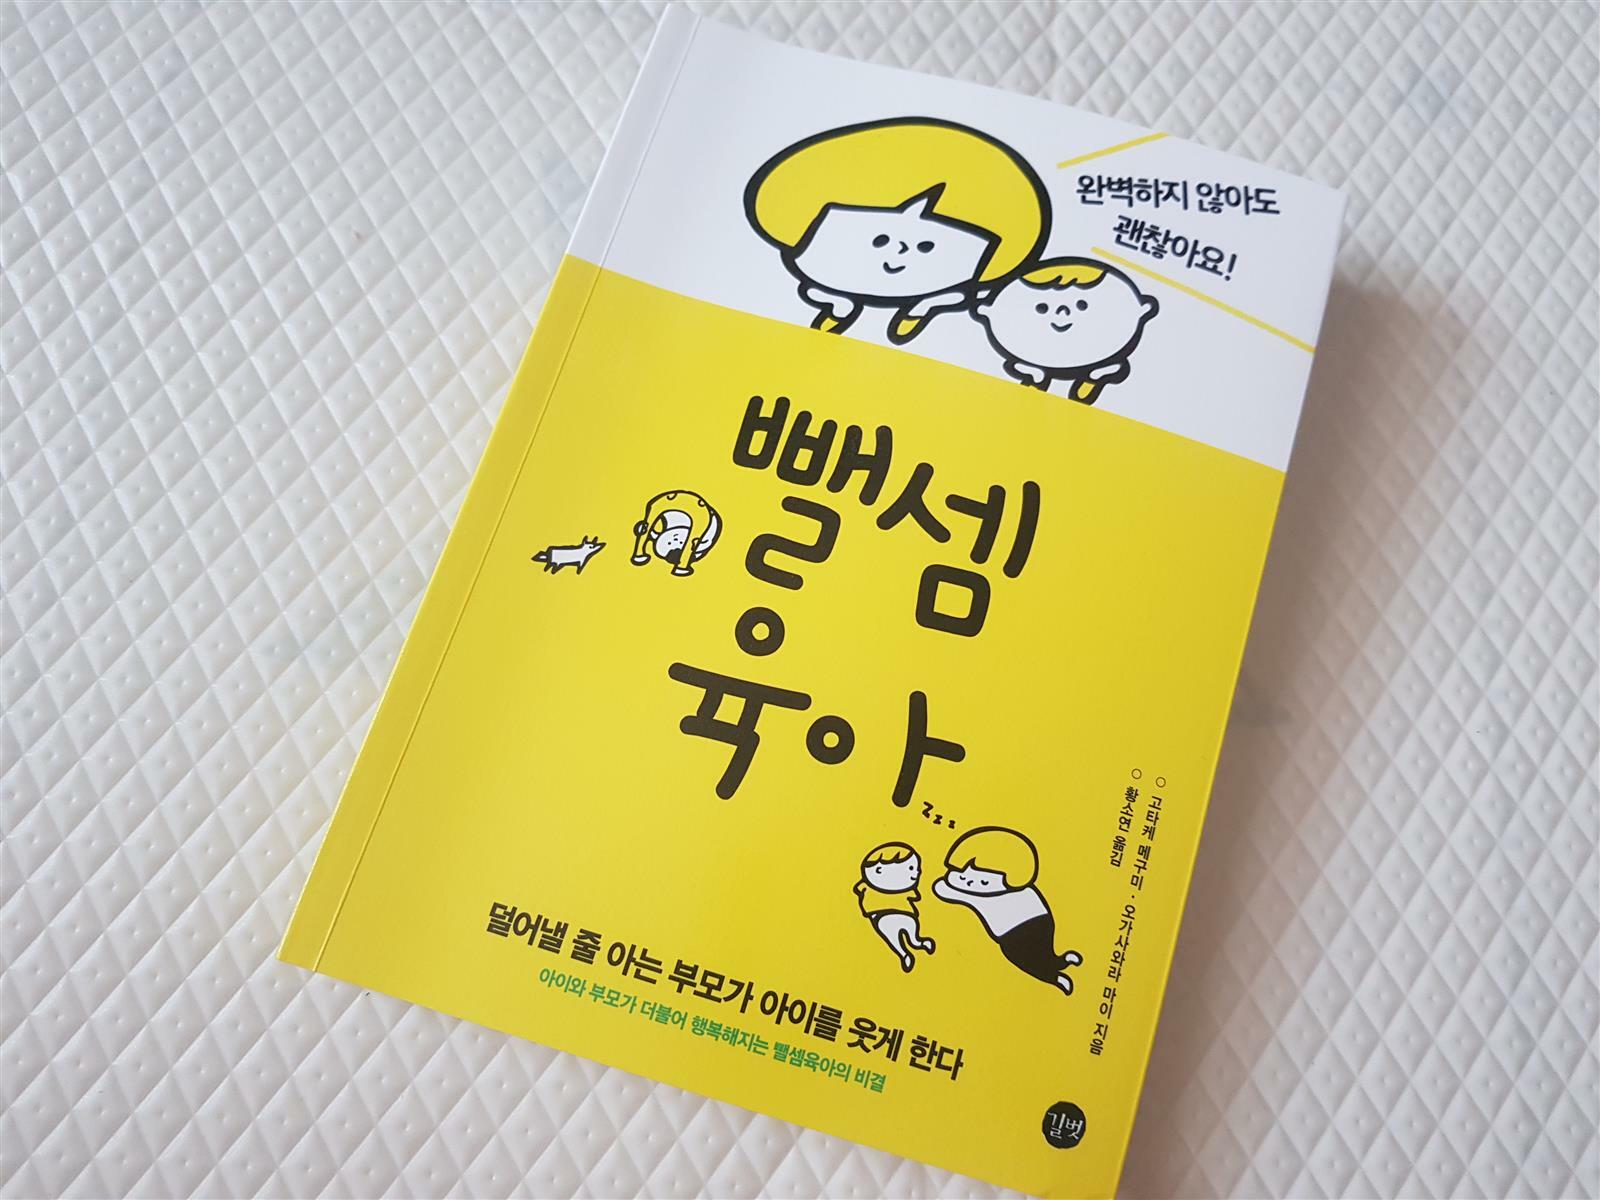 완벽하지 않아도
괜찮아요!
뺄셈
육아
zzz
고타케 메구미 · 오가사와라 마이 지음
황소연 옮김
덜어낼 줄 아는 부모가 아이를 웃게 한다
아이와 부모가 더불어 행복해지는 뺄셈육아의 비결
길벗